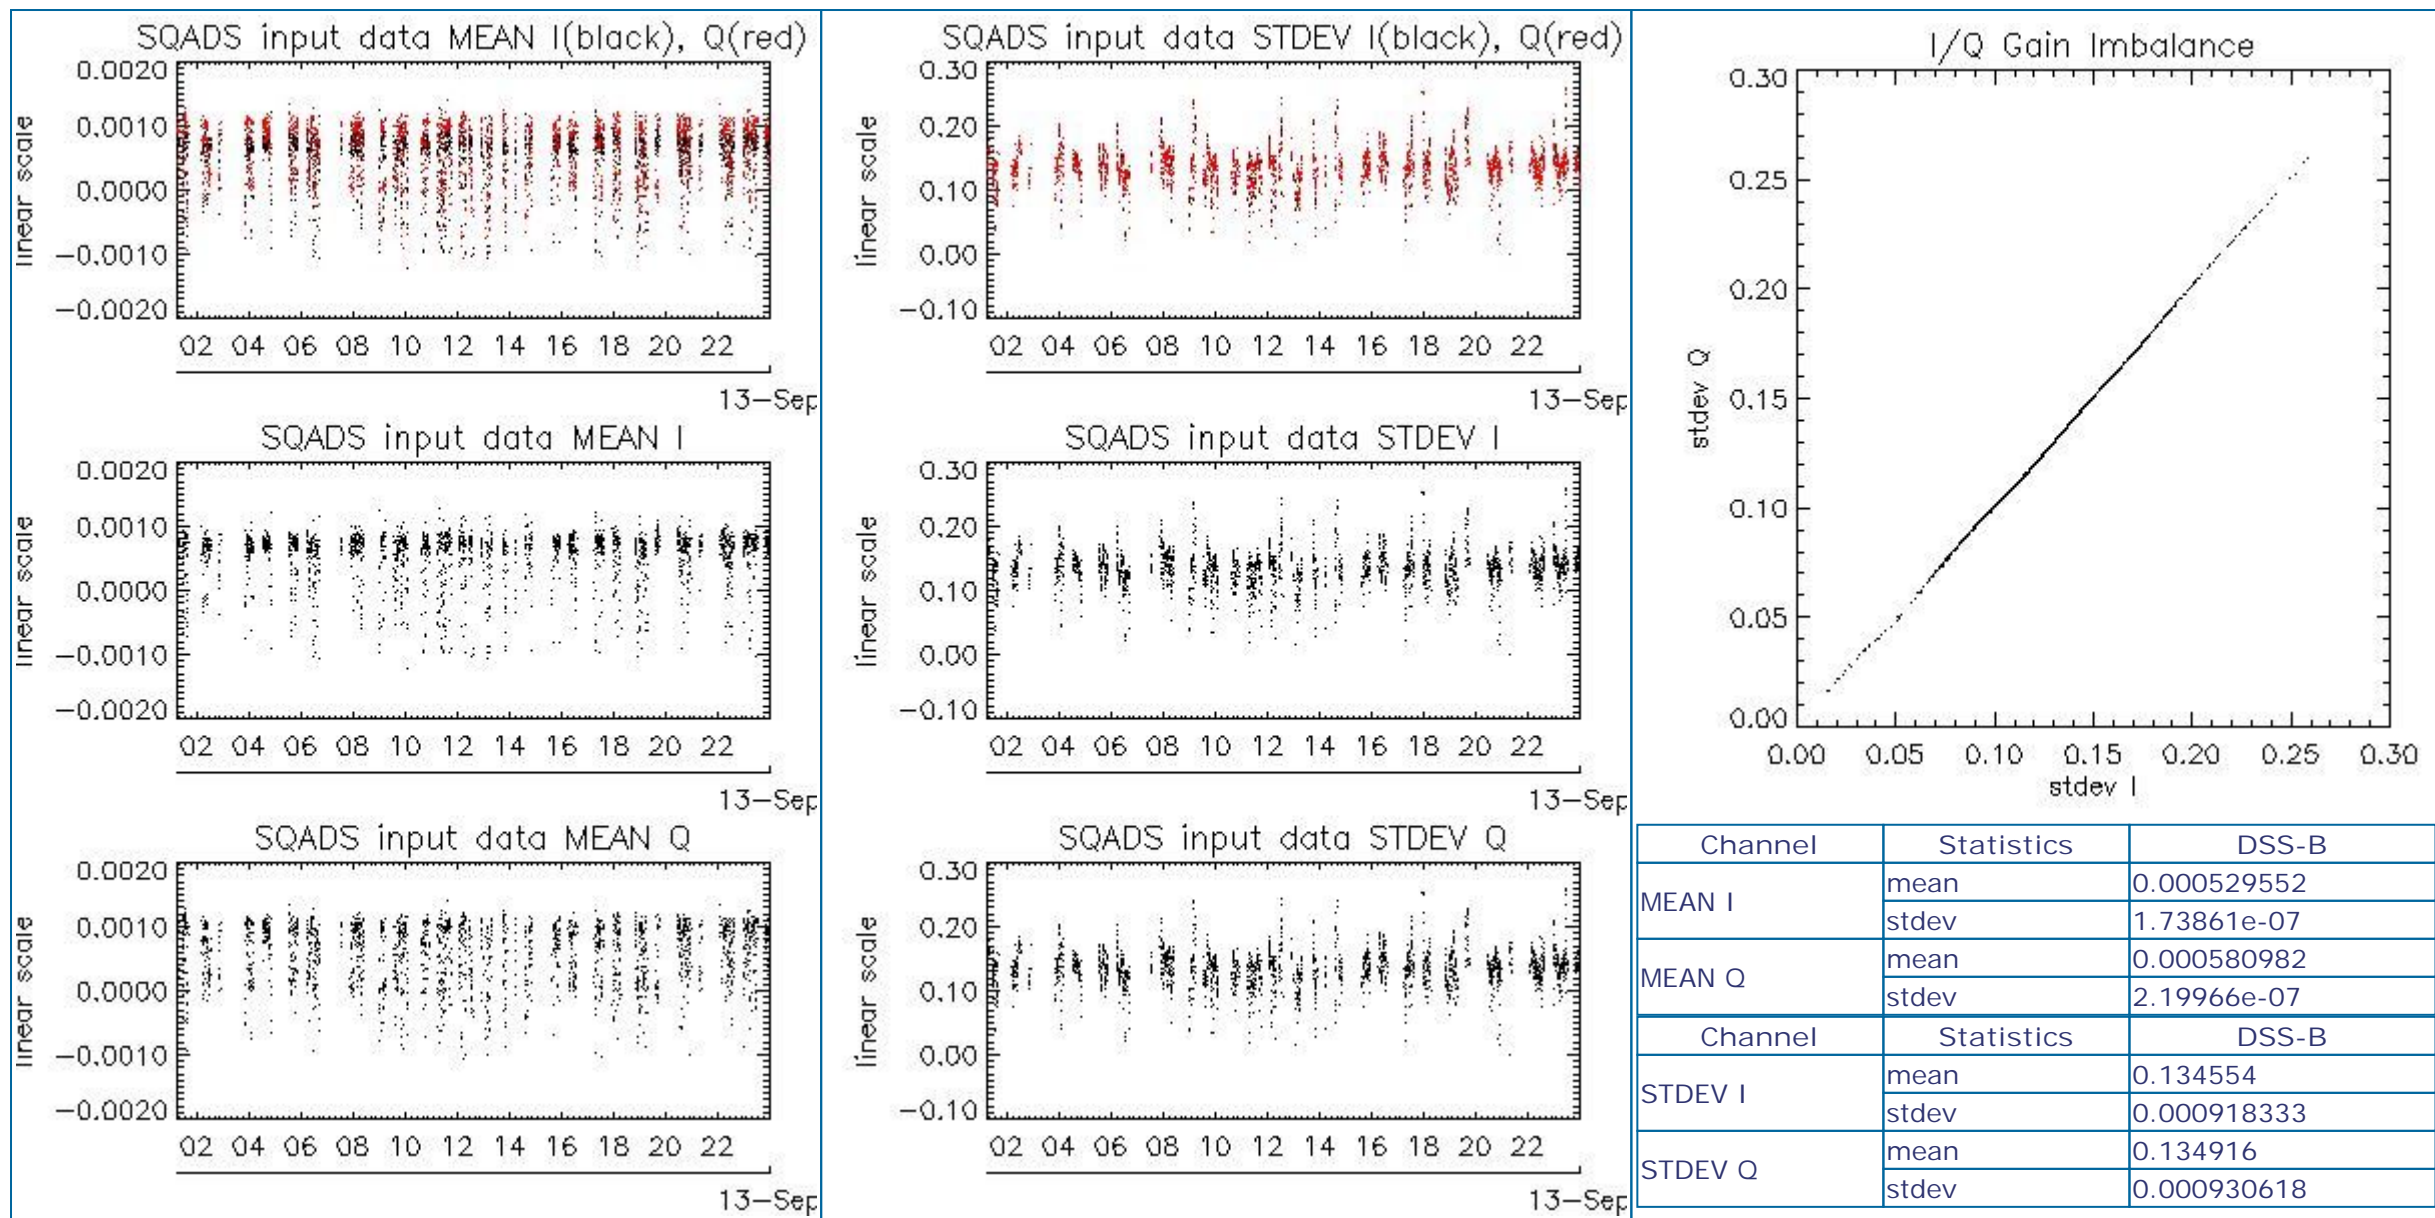 SQADS input data MEAN I(black), Q(red)
linear scale
0.0020
0.0010
0.0000
−0.0010
−0.0020
02 04 06 08 10 12 14 16 18 20 22
13−Sep
SQADS input data MEAN I
linear scale
0.0020
0.0010
0.0000
−0.0010
−0.0020
02 04 06 08 10 12 14 16 18 20 22
13−Sep
SQADS input data MEAN Q
linear scale
0.0020
0.0010
0.0000
−0.0010
−0.0020
02 04 06 08 10 12 14 16 18 20 22
13−Sep
SQADS input data STDEV I(black), Q(red)
linear scale
0.30
0.20
0.10
0.00
−0.10
02 04 06 08 10 12 14 16 18 20 22
13−Sep
SQADS input data STDEV I
linear scale
0.30
0.20
0.10
0.00
−0.10
02 04 06 08 10 12 14 16 18 20 22
13−Sep
SQADS input data STDEV Q
linear scale
0.30
0.20
0.10
0.00
−0.10
02 04 06 08 10 12 14 16 18 20 22
13−Sep
I/Q Gain Imbalance
stdev Q
0.30
0.25
0.20
0.15
0.10
0.05
0.00
0.00 0.05 0.10 0.15 0.20 0.25 0.30
stdev I
Channel Statistics DSS-B
MEAN I
mean 0.000529552
stdev 1.73861e-07
MEAN Q
mean 0.000580982
stdev 2.19966e-07
Channel Statistics DSS-B
STDEV I
mean 0.134554
stdev 0.000918333
STDEV Q
mean 0.134916
stdev 0.000930618